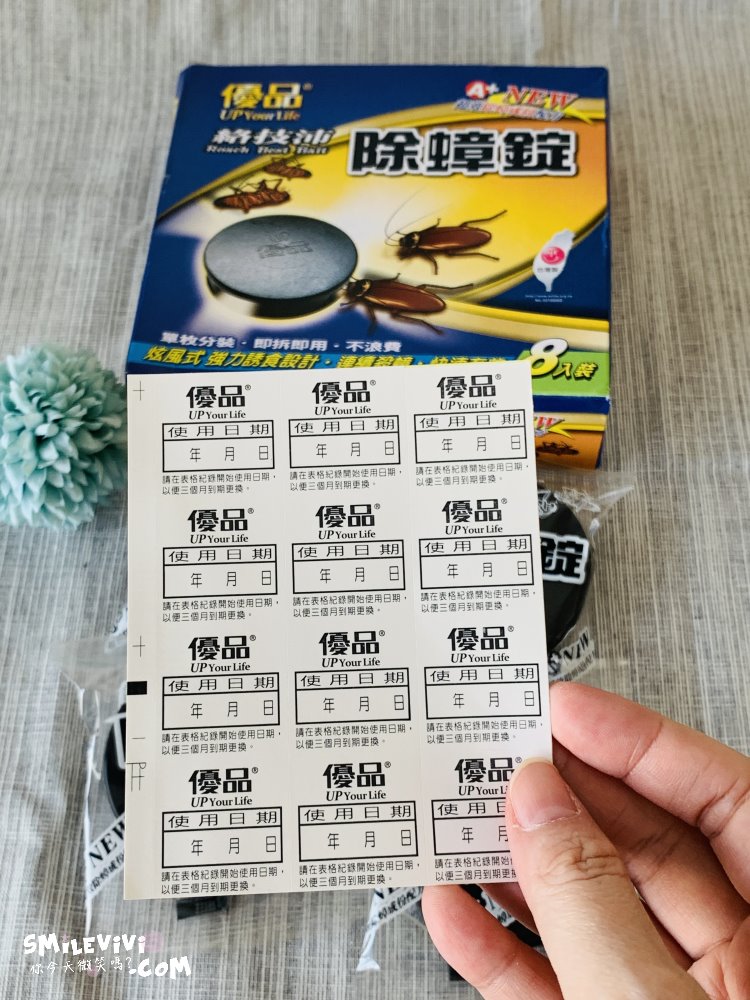 優品®
UP Your Life
A+ NEW
絡技沛
Roach Best Bait
除蟑錠
台灣製
單枚分裝·即拆即用·不浪費
炫風式 強力誘食設計·連續殺蟑·快速有效
8入裝
優品® 優品® 優品®
UP Your Life UP Your Life UP Your Life
使用日期 使用日期 使用日期
年 月 日 年 月 日 年 月 日
請在表格紀錄開始使用日期， 請在表格紀錄開始使用日期， 請在表格紀錄開始使用日期，
以便三個月到期更換。 以便三個月到期更換。 以便三個月到期更換。
優品® 優品® 優品®
UP Your Life UP Your Life UP Your Life
使用日期 使用日期 使用日期
年 月 日 年 月 日 年 月 日
請在表格紀錄開始使用日期， 請在表格紀錄開始使用日期， 請在表格紀錄開始使用日期，
以便三個月到期更換。 以便三個月到期更換。 以便三個月到期更換。
優品® 優品® 優品®
UP Your Life UP Your Life UP Your Life
使用日期 使用日期 使用日期
年 月 日 年 月 日 年 月 日
請在表格紀錄開始使用日期， 請在表格紀錄開始使用日期， 請在表格紀錄開始使用日期，
以便三個月到期更換。 以便三個月到期更換。 以便三個月到期更換。
優品® 優品® 優品
UP Your Life UP Your Life UP Your
使用日期 使用日期 使用日
年 月 日 年 月 日 年 月
請在表格紀錄開始使用日期， 請在表格紀錄開始使用日期， 請在表格紀錄開始
以便三個月到期更換。 以便三個月到期更換。 以便三個月到期更
錠
NEW
NEW
SMILEVIVI
你今天微笑嗎?.COM